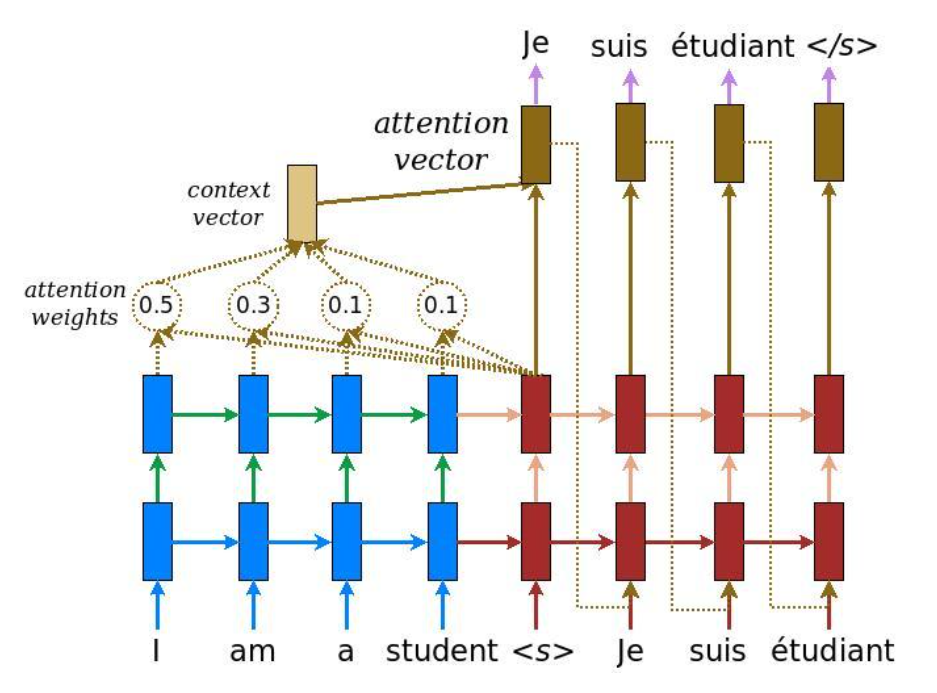 Je suis étudiant </s>
attention
vector
context
vector
attention
weights
0.5 0.3 0.1 0.1
I am a student <s> Je suis étudiant